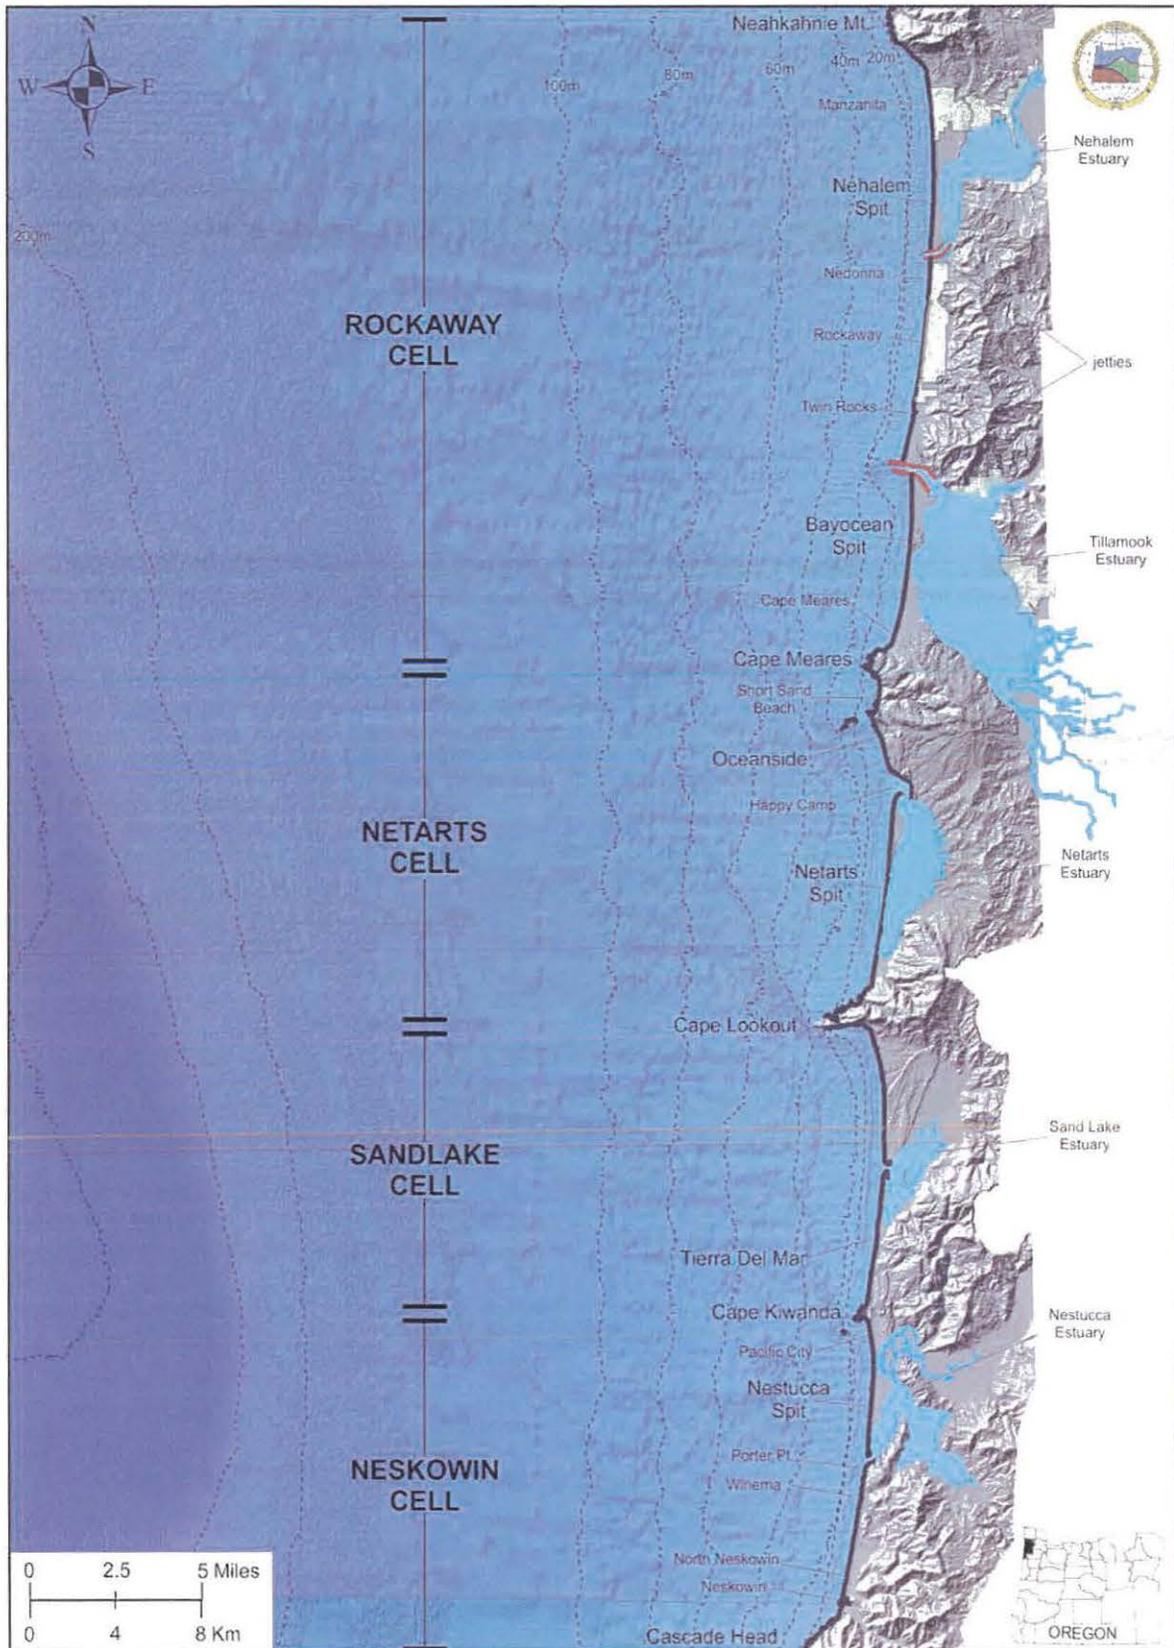 Neahkahnie Mt.
N
W
E
S
100m
80m
60m
40m
20m
Manzanita
Nehalem
Estuary
Nehalem
Spit
200m
Nedonna
ROCKAWAY
CELL
Rockaway
jetties
Twin Rocks
Bayocean
Spit
Tillamook
Estuary
Cape Meares
Cape Meares
Short Sand
Beach
Oceanside
Happy Camp
NETARTS
CELL
Netarts
Spit
Netarts
Estuary
Cape Lookout
SANDLAKE
CELL
Sand Lake
Estuary
Tierra Del Mar
Cape Kiwanda
Nestucca
Estuary
Pacific City
Nestucca
Spit
NESKOWIN
CELL
Porter Pt.
Winema
North Neskowin
Neskowin
Cascade Head
0 2.5 5 Miles
0 4 8 Km
OREGON